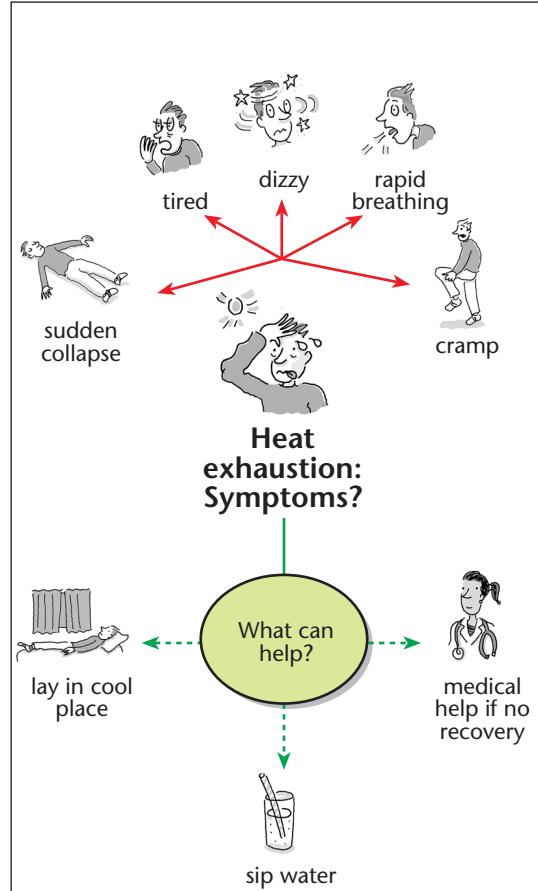 tired
dizzy
rapid
breathing
sudden
collapse
cramp
Heat
exhaustion:
Symptoms?
What can
help?
lay in cool
place
medical
help if no
recovery
sip water